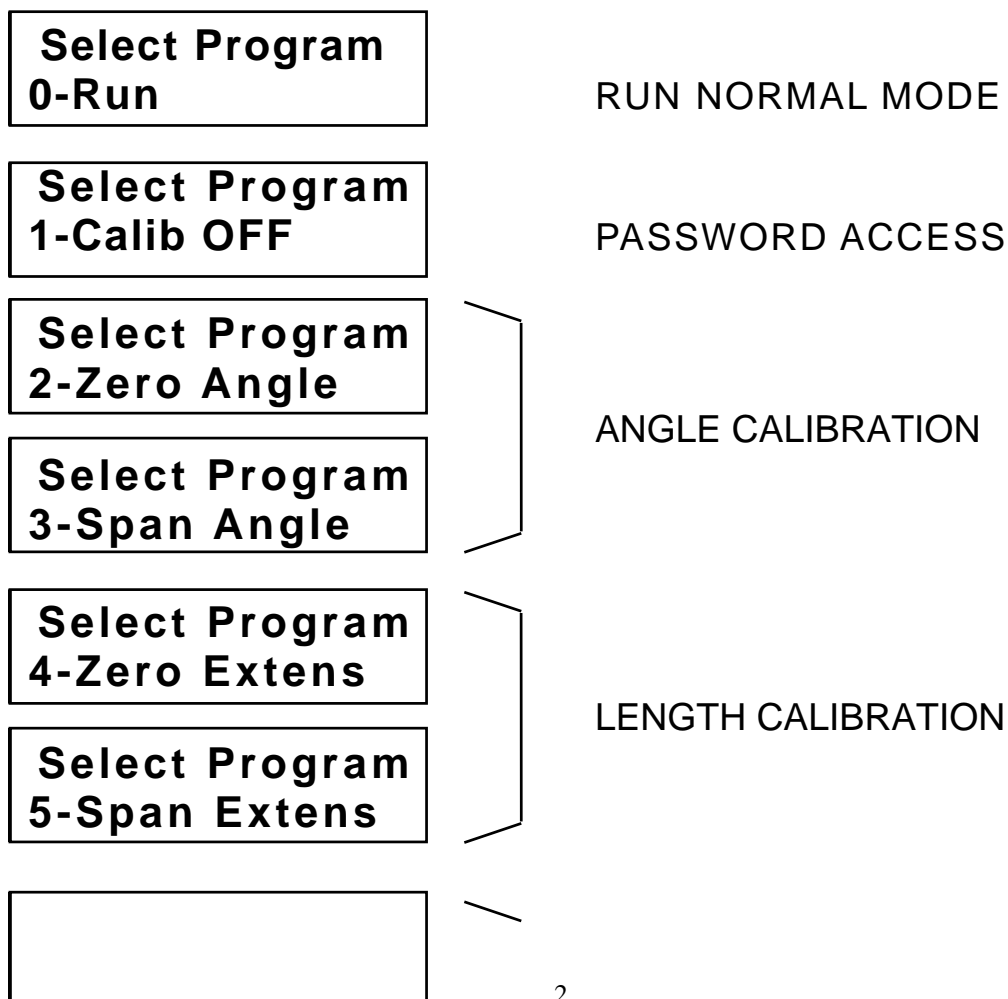 Select Program
0-Run
RUN NORMAL MODE
Select Program
1-Calib OFF
PASSWORD ACCESS
Select Program
2-Zero Angle
Select Program
3-Span Angle
ANGLE CALIBRATION
Select Program
4-Zero Extens
Select Program
5-Span Extens
LENGTH CALIBRATION
2